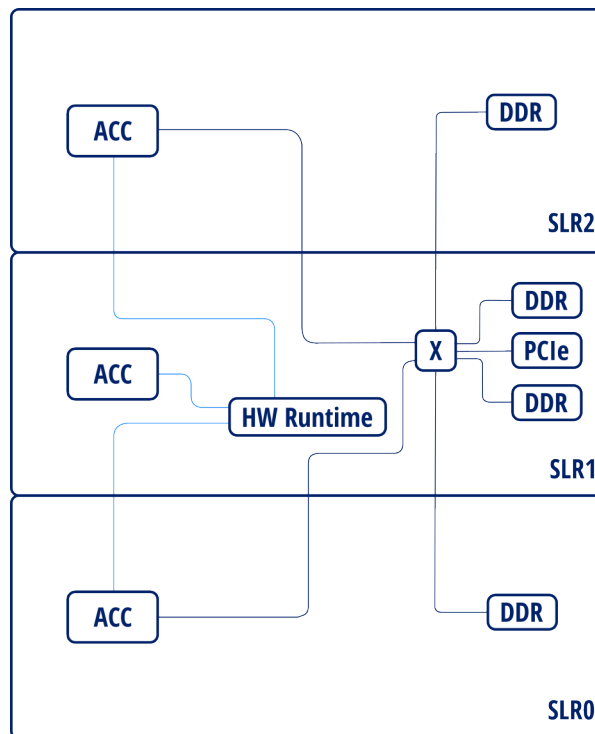 ACC
DDR
SLR2
DDR
X
PCIe
ACC
DDR
HW Runtime
SLR1
ACC
DDR
SLR0